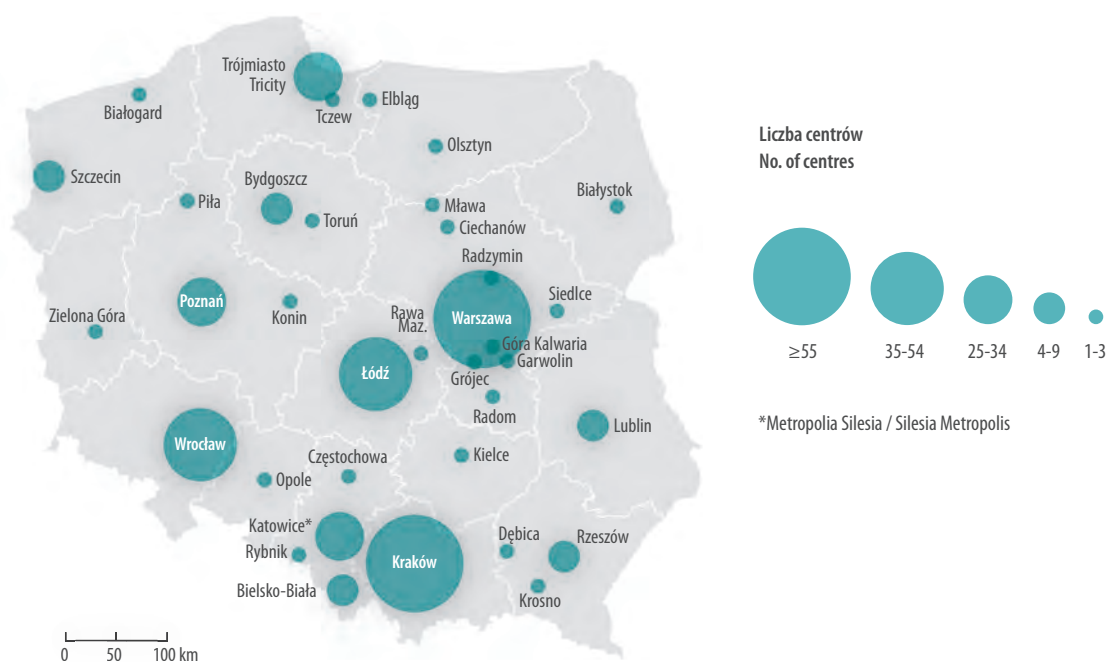 Trójmiasto
Tricity
Białogard
Tczew
Elbląg
Olsztyn
Szczecin
Bydgoszcz
Białystok
Piła
Toruń
Mława
Ciechanów
Radzymin
Poznań
Konin
Zielona Góra
Rawa
Maz.
Warszawa
Siedlce
Góra Kalwaria
Garwolin
Grójec
Łódź
Radom
Lublin
Wrocław
Częstochowa
Kielce
Opole
Katowice*
Rybnik
Kraków
Dębica
Rzeszów
Bielsko-Biała
Krosno
0 50 100 km
Liczba centrów
No. of centres
≥55 35-54 25-34 4-9 1-3
*Metropolia Silesia / Silesia Metropolis